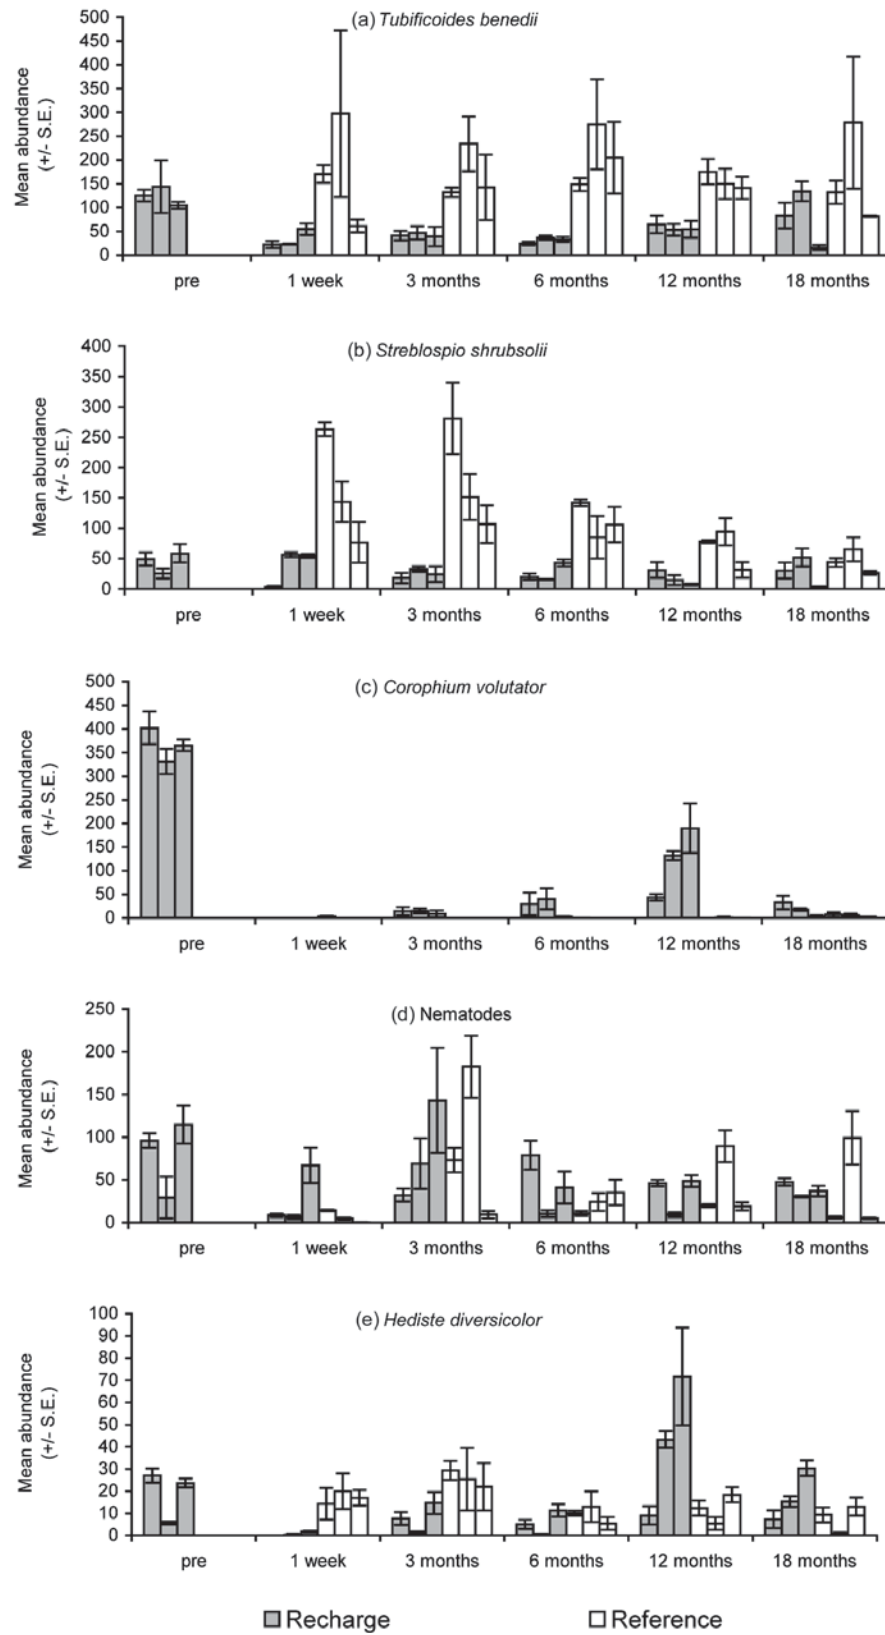 (a) Tubificoides benedii
Mean abundance
(+/- S.E.)
500
450
400
350
300
250
200
150
100
50
0
pre 1 week 3 months 6 months 12 months 18 months
(b) Streblospio shrubsolii
Mean abundance
(+/- S.E.)
400
350
300
250
200
150
100
50
0
pre 1 week 3 months 6 months 12 months 18 months
(c) Corophium volutator
Mean abundance
(+/- S.E.)
500
450
400
350
300
250
200
150
100
50
0
pre 1 week 3 months 6 months 12 months 18 months
(d) Nematodes
Mean abundance
(+/- S.E.)
250
200
150
100
50
0
pre 1 week 3 months 6 months 12 months 18 months
(e) Hediste diversicolor
Mean abundance
(+/- S.E.)
100
90
80
70
60
50
40
30
20
10
0
pre 1 week 3 months 6 months 12 months 18 months
Recharge Reference